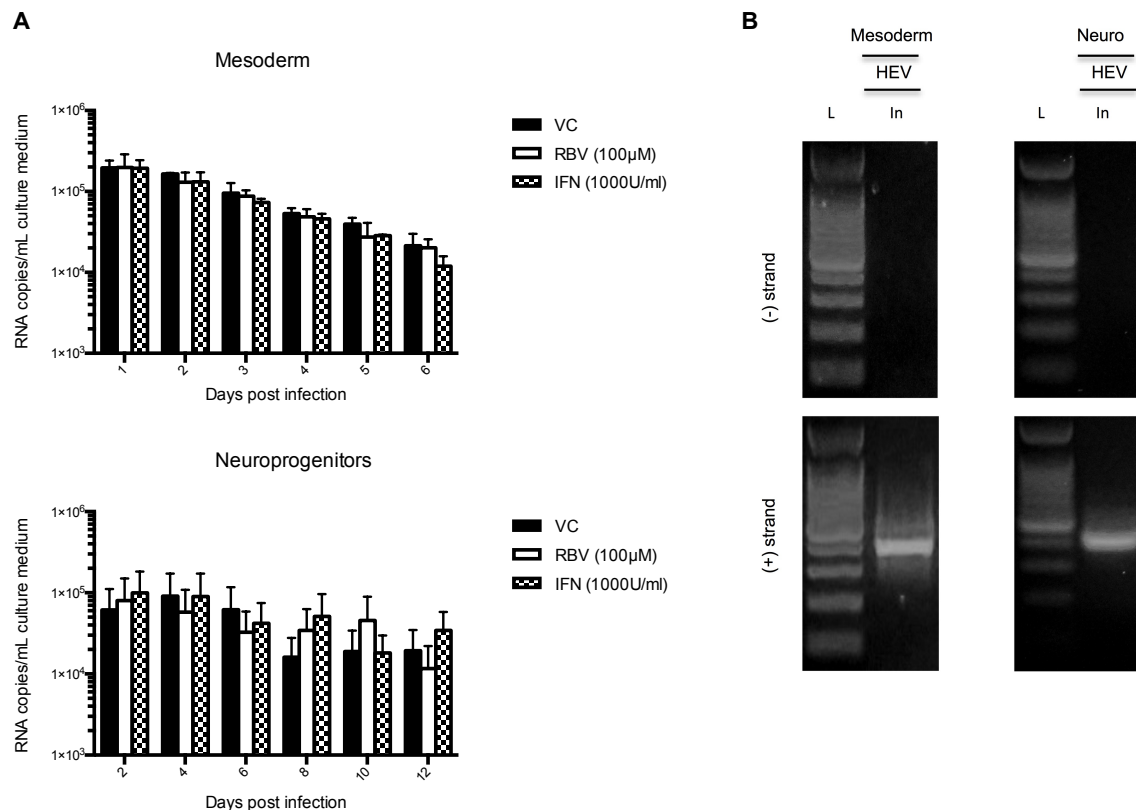 A
Mesoderm
RNA copies/mL culture medium
1×10⁶
1×10⁵
1×10⁴
1×10³
1 2 3 4 5 6
Days post infection
VC
RBV (100µM)
IFN (1000U/ml)
Neuroprogenitors
RNA copies/mL culture medium
1×10⁶
1×10⁵
1×10⁴
1×10³
2 4 6 8 10 12
Days post infection
VC
RBV (100µM)
IFN (1000U/ml)
B
Mesoderm Neuro
HEV HEV
L In L In
(-) strand
(+) strand